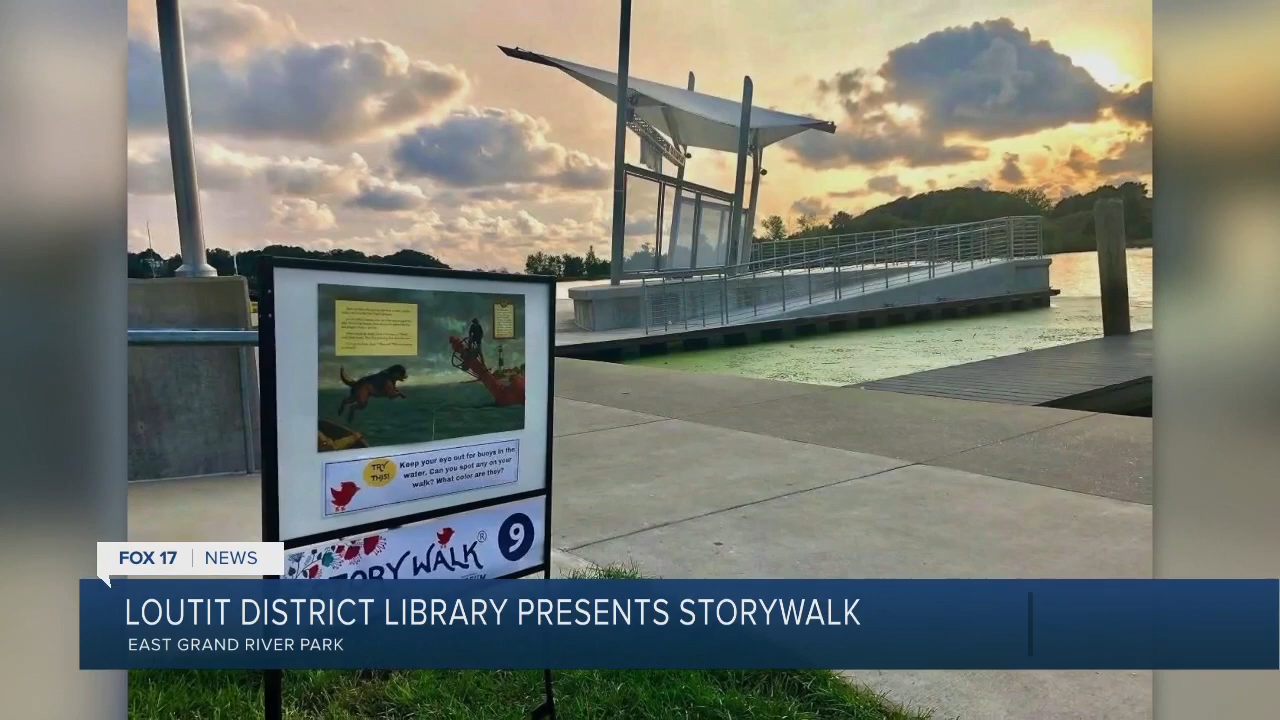 TRY
THIS!
Keep your eye out for buoys in the
water. Can you spot any on your
walk? What color are they?
STORYWALK®
9
FOX 17 NEWS
LOUTIT DISTRICT LIBRARY PRESENTS STORYWALK
EAST GRAND RIVER PARK